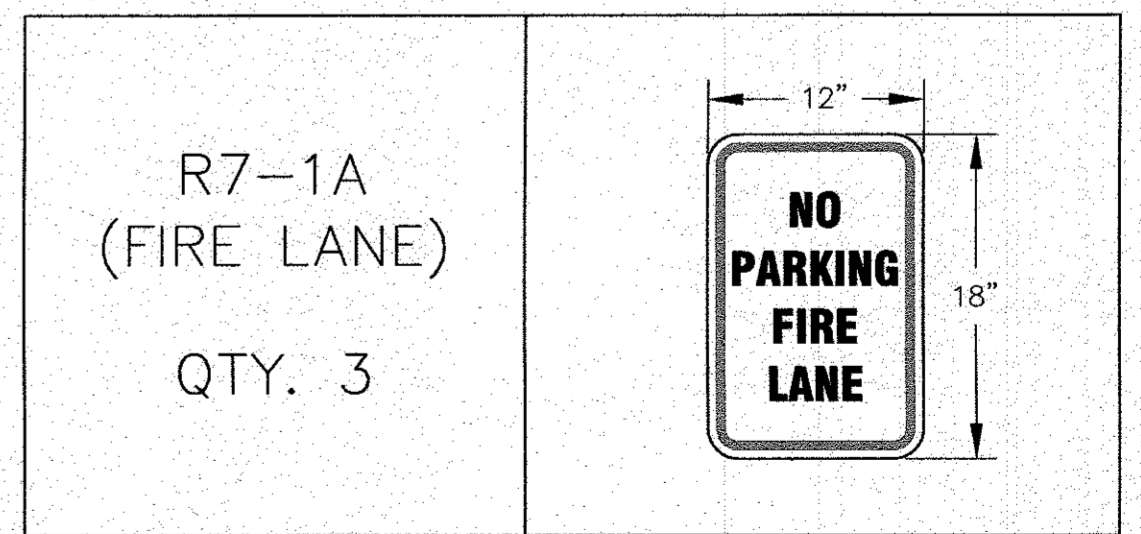 R7-1A
(FIRE LANE)
QTY. 3
12"
NO
PARKING
FIRE
LANE
18"